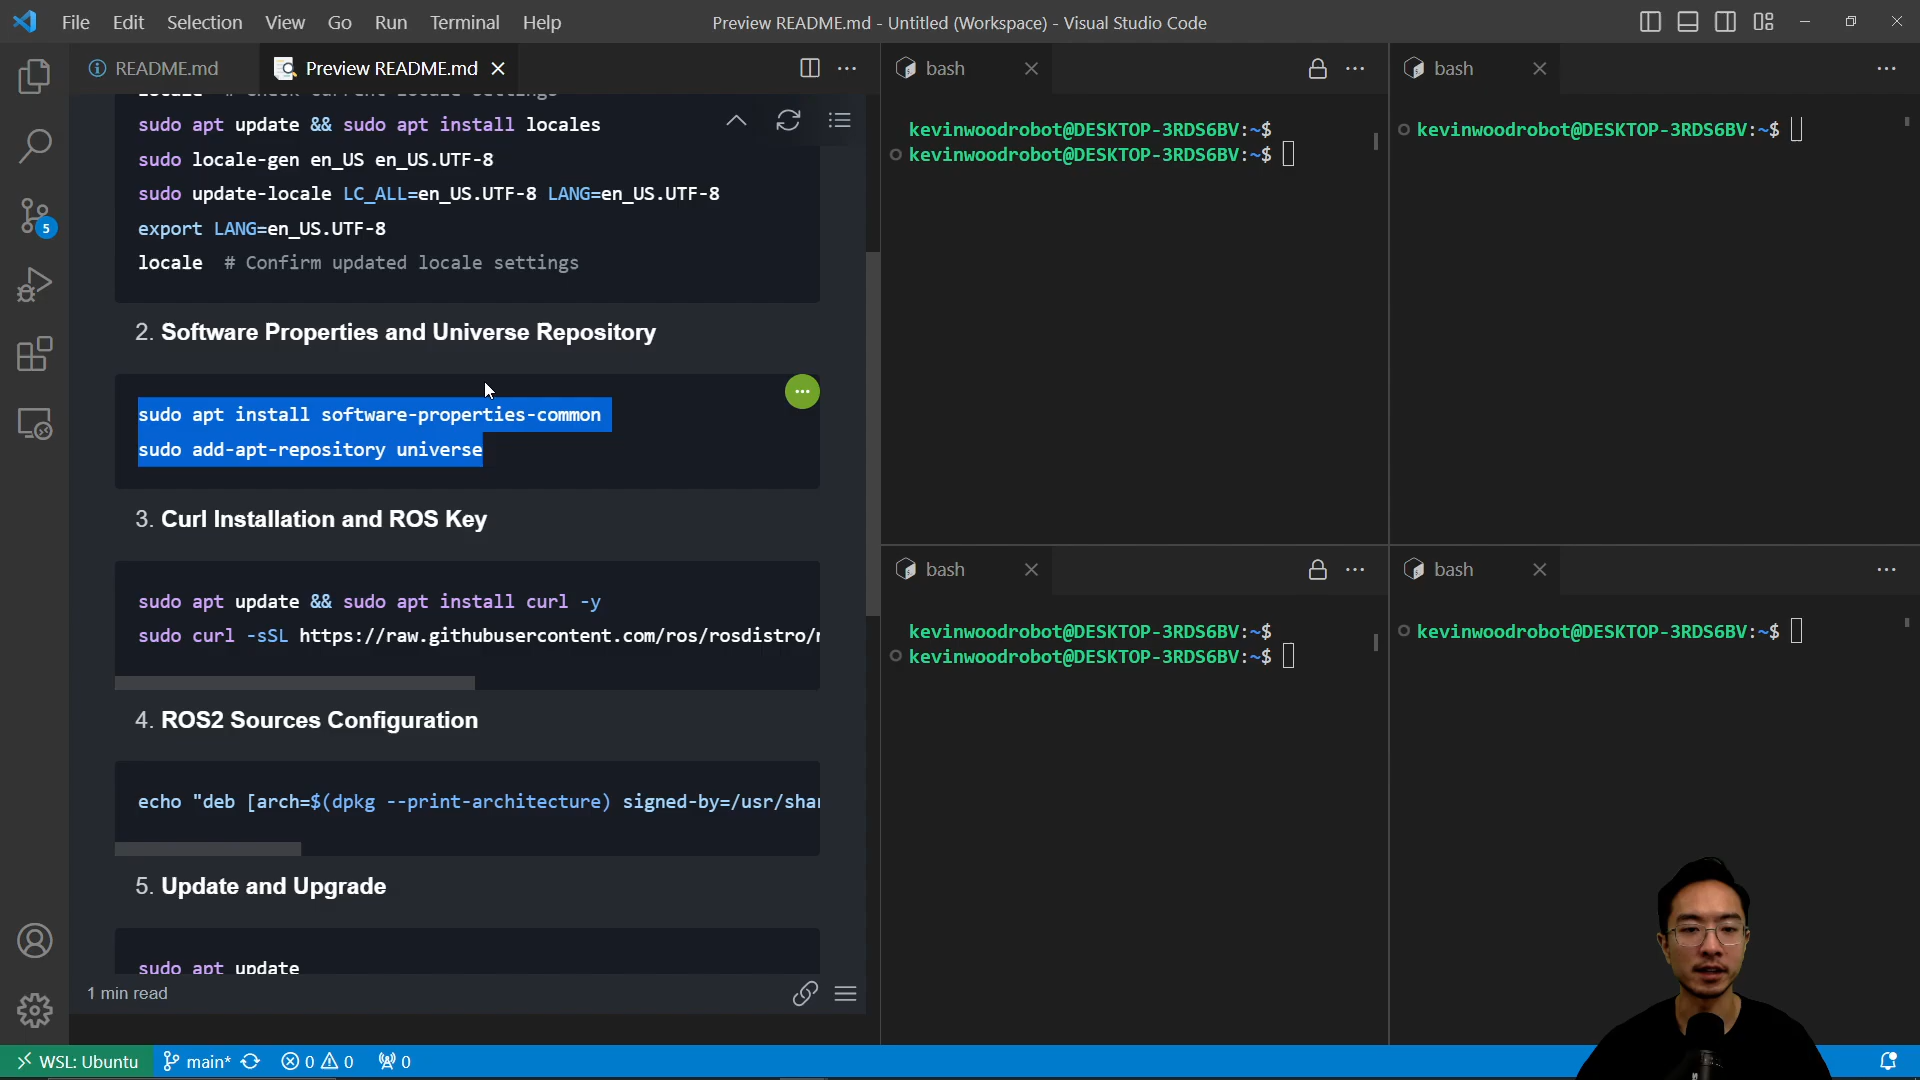 File Edit Selection View Go Run Terminal Help
Preview README.md - Untitled (Workspace) - Visual Studio Code
README.md
Preview README.md
bash
bash
sudo apt update && sudo apt install locales
sudo locale-gen en_US en_US.UTF-8
sudo update-locale LC_ALL=en_US.UTF-8 LANG=en_US.UTF-8
export LANG=en_US.UTF-8
locale # Confirm updated locale settings
2. Software Properties and Universe Repository
sudo apt install software-properties-common
sudo add-apt-repository universe
3. Curl Installation and ROS Key
sudo apt update && sudo apt install curl -y
sudo curl -sSL https://raw.githubusercontent.com/ros/rosdistro/
4. ROS2 Sources Configuration
echo "deb [arch=$(dpkg --print-architecture) signed-by=/usr/shar
5. Update and Upgrade
sudo apt update
1 min read
kevinwoodrobot@DESKTOP-3RDS6BV:~$
kevinwoodrobot@DESKTOP-3RDS6BV:~$
kevinwoodrobot@DESKTOP-3RDS6BV:~$
bash
bash
kevinwoodrobot@DESKTOP-3RDS6BV:~$
kevinwoodrobot@DESKTOP-3RDS6BV:~$
kevinwoodrobot@DESKTOP-3RDS6BV:~$
5
WSL: Ubuntu main* 0 0 0